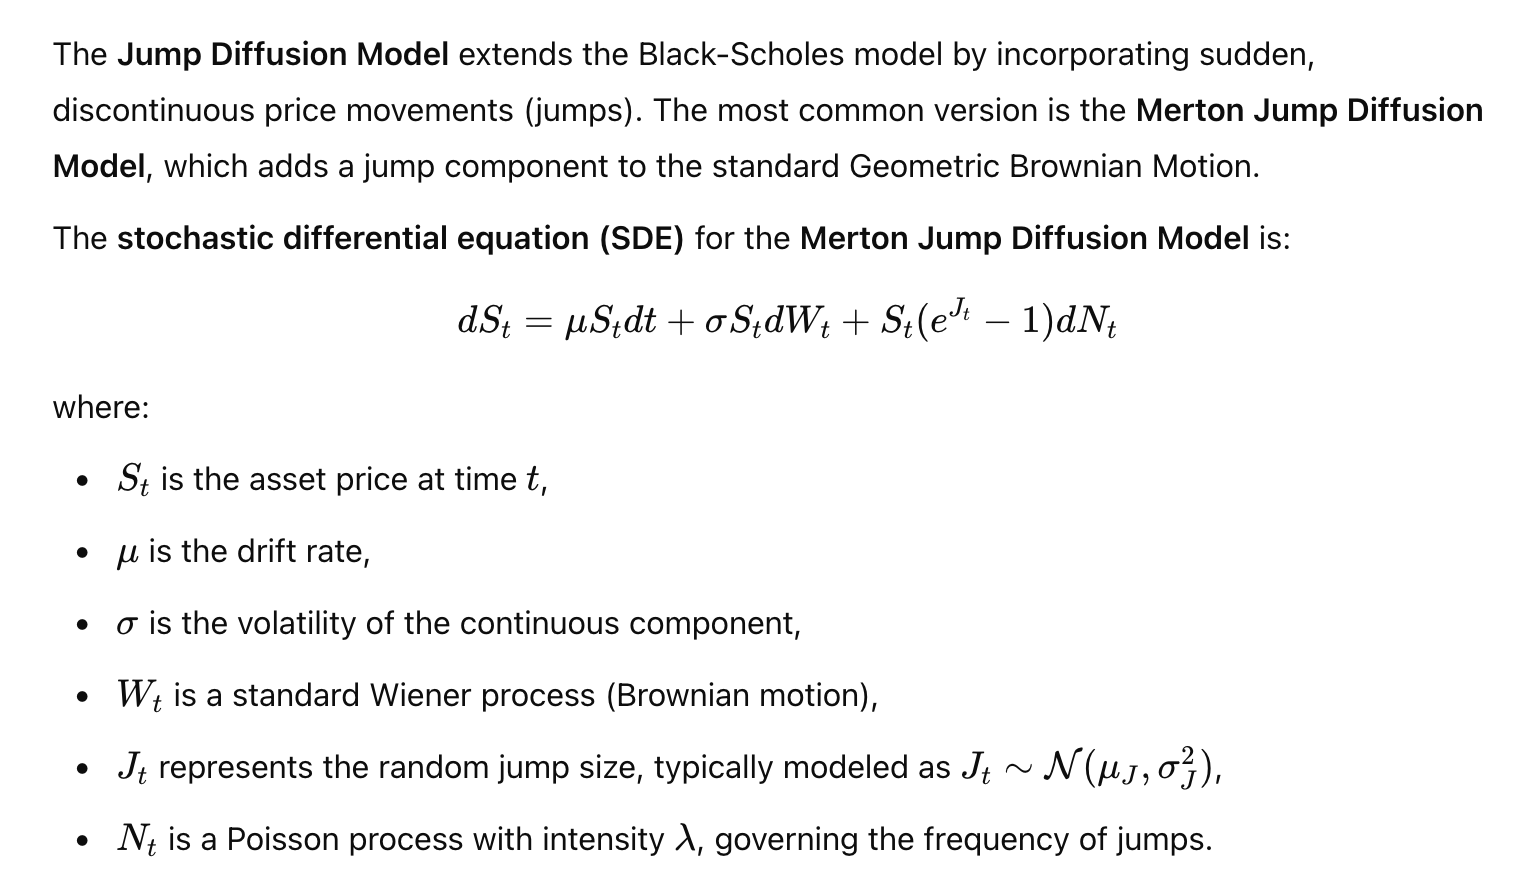 The Jump Diffusion Model extends the Black-Scholes model by incorporating sudden,
discontinuous price movements (jumps). The most common version is the Merton Jump Diffusion
Model, which adds a jump component to the standard Geometric Brownian Motion.
The stochastic differential equation (SDE) for the Merton Jump Diffusion Model is:
$dS_t = \mu S_t dt + \sigma S_t dW_t + S_t(e^{J_t} - 1)dN_t$
where:
• $S_t$ is the asset price at time $t$,
• $\mu$ is the drift rate,
• $\sigma$ is the volatility of the continuous component,
• $W_t$ is a standard Wiener process (Brownian motion),
• $J_t$ represents the random jump size, typically modeled as $J_t \sim \mathcal{N}(\mu_J, \sigma_J^2)$,
• $N_t$ is a Poisson process with intensity $\lambda$, governing the frequency of jumps.